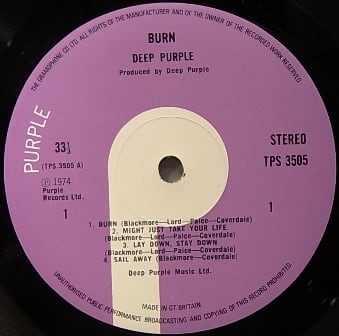 THE GRAMOPHONE CO LTD. ALL RIGHTS OF THE MANUFACTURER AND OF THE OWNER OF THE RECORDED WORK RESERVED
BURN
DEEP PURPLE
Produced by Deep Purple
PURPLE
33⅓
(TPS.3505 A)
STEREO
TPS 3505
Ⓟ 1974
Purple
Records Ltd.
1
1
1. BURN (Blackmore—Lord—Paice—Coverdale)
2. MIGHT JUST TAKE YOUR LIFE
(Blackmore—Lord—Paice—Coverdale)
3. LAY DOWN, STAY DOWN
(Blackmore—Lord—Paice—Coverdale)
4. SAIL AWAY (Blackmore—Coverdale)
Deep Purple Music Ltd.
MADE IN GT. BRITAIN
UNAUTHORISED PUBLIC PERFORMANCE BROADCASTING AND COPYING OF THIS RECORD PROHIBITED.